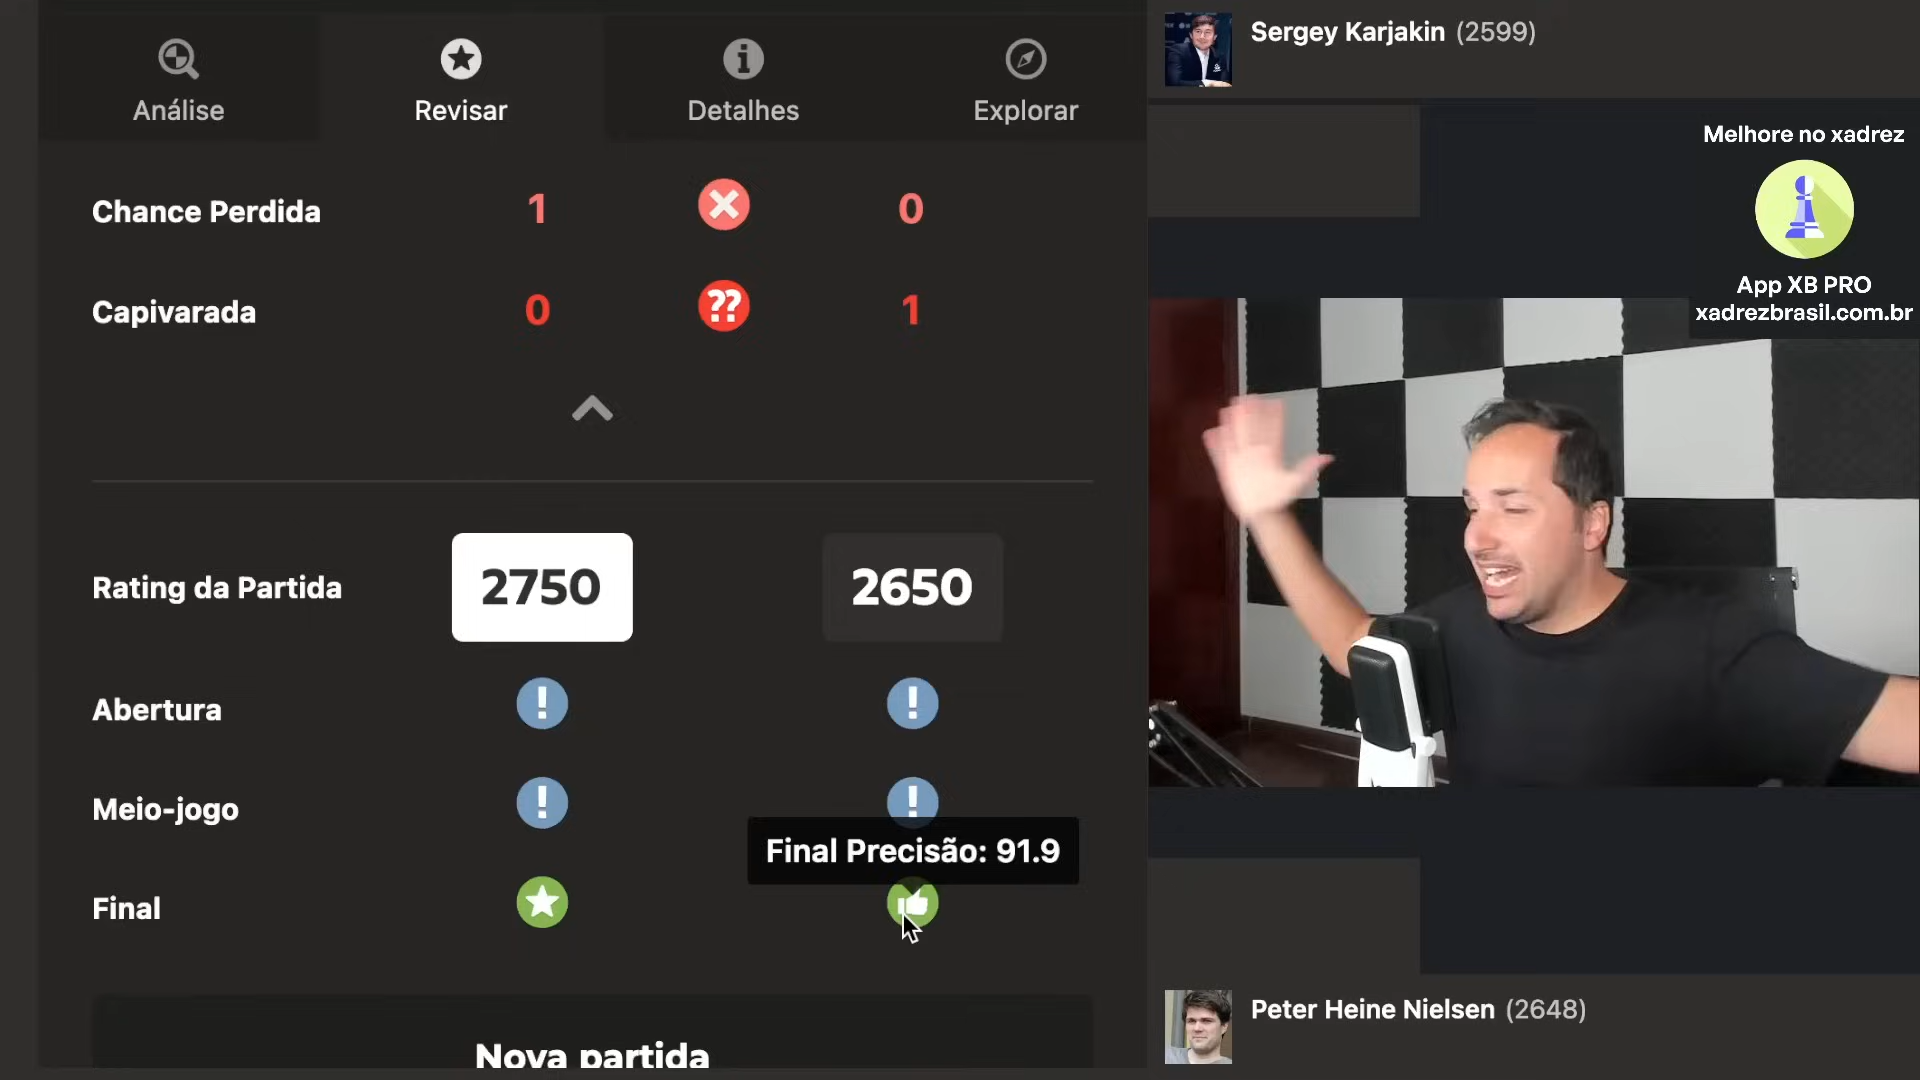 Análise
Revisar
Detalhes
Explorar
Chance Perdida 1 0
Capivarada 0 ?? 1
Rating da Partida 2750 2650
Abertura ! !
Meio-jogo ! !
Final Precisão: 91.9
Final
Nova partida
Sergey Karjakin (2599)
Melhore no xadrez
App XB PRO
xadrezbrasil.com.br
Peter Heine Nielsen (2648)